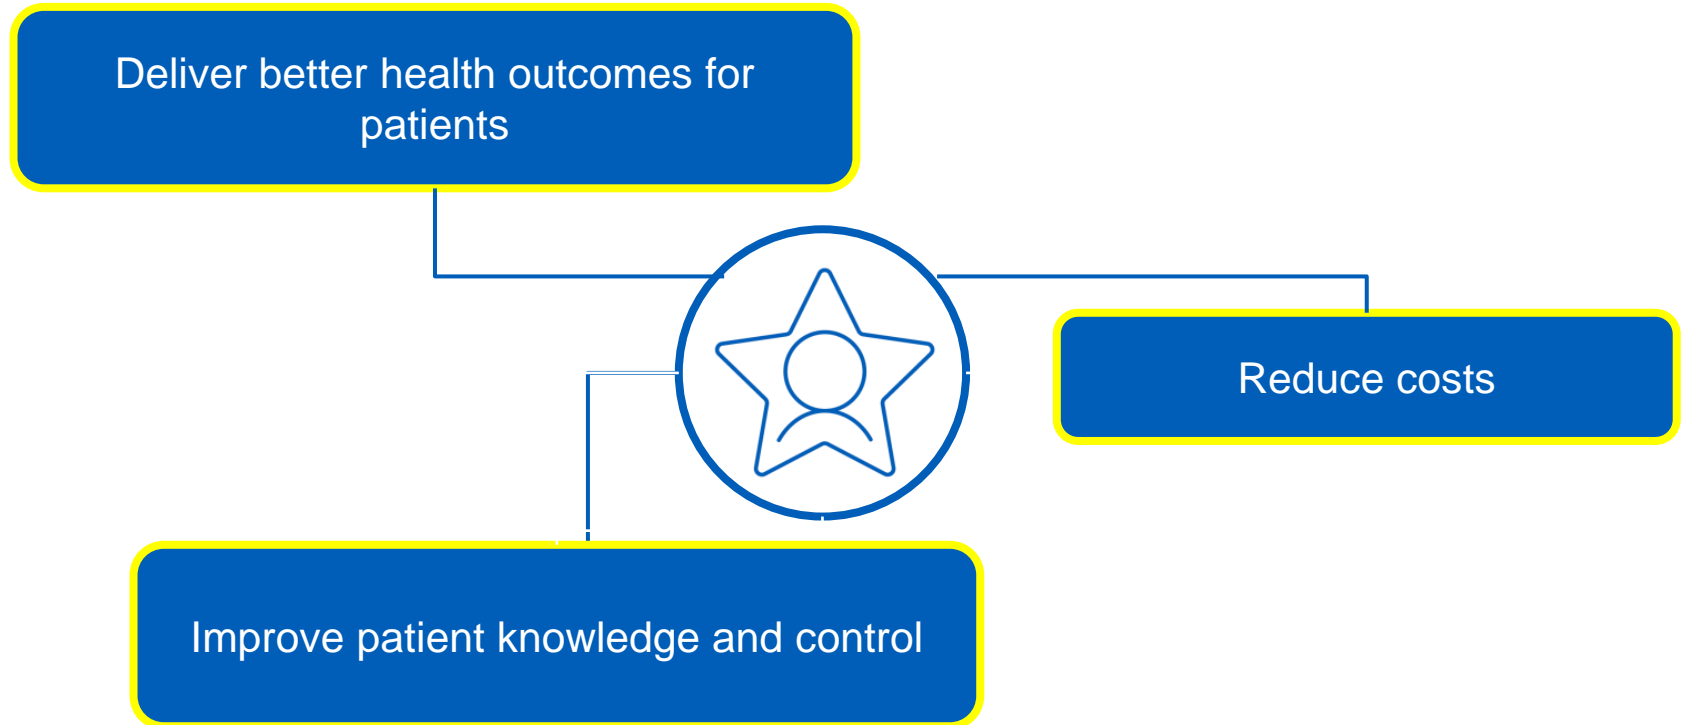 Deliver better health outcomes for
patients
Reduce costs
Improve patient knowledge and control